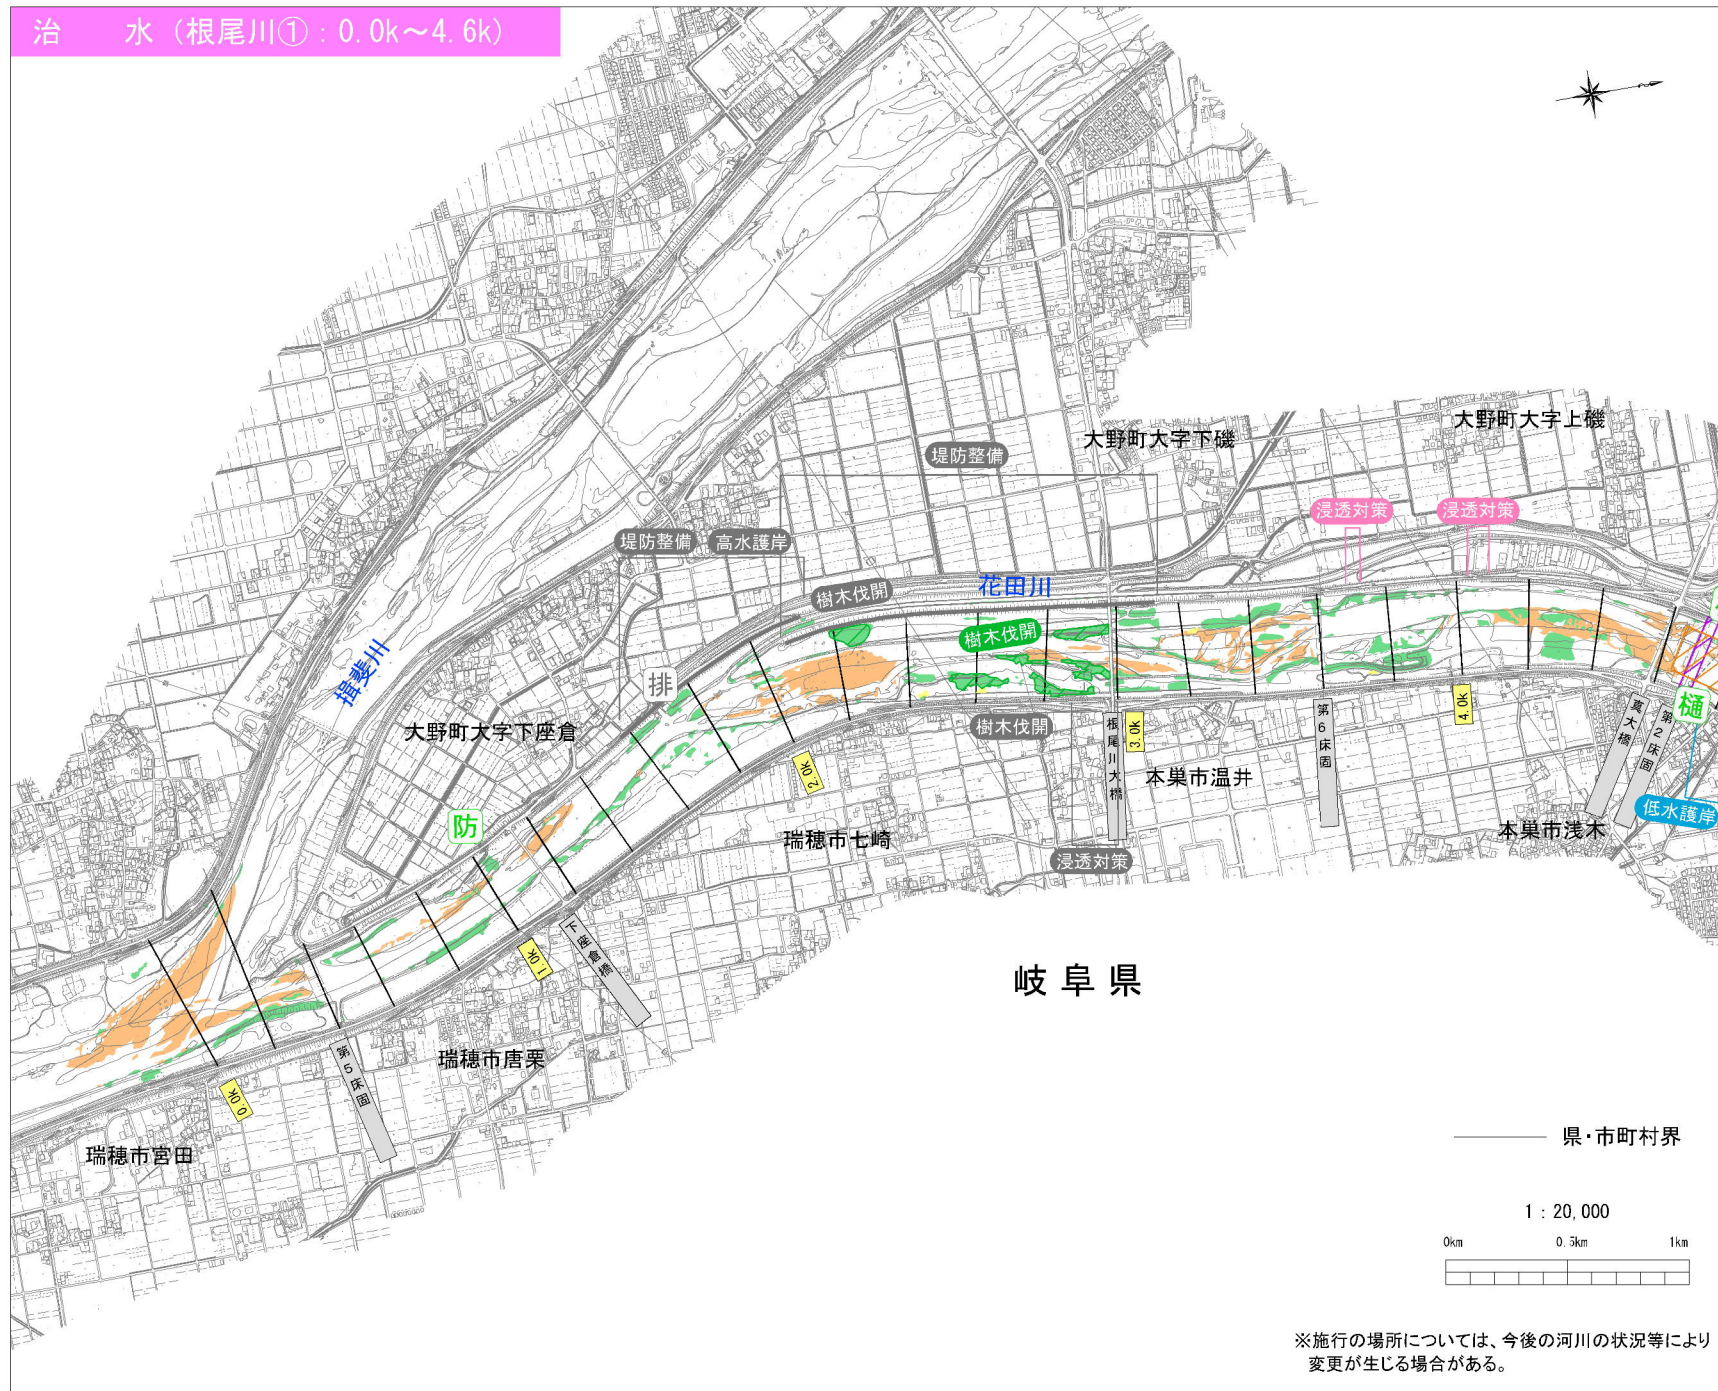 治　水（根尾川①：0.0k～4.6k）
大野町大字上磯
大野町大字下磯
堤防整備
浸透対策
浸透対策
堤防整備
高水護岸
花田川
樹木伐開
樹木伐開
揖斐川
排
大野町大字下座倉
樹木伐開
防
根尾川大橋
3.0k
第6床固
4.0k
寛大橋
第2床固
樋
2.0k
本巣市温井
低水護岸
瑞穂市七崎
本巣市浅木
浸透対策
下座倉橋
1.0k
岐阜県
第5床固
瑞穂市唐栗
0.0k
瑞穂市宮田
県・市町村界
1：20,000
0km 0.5km 1km
※施行の場所については、今後の河川の状況等により
変更が生じる場合がある。